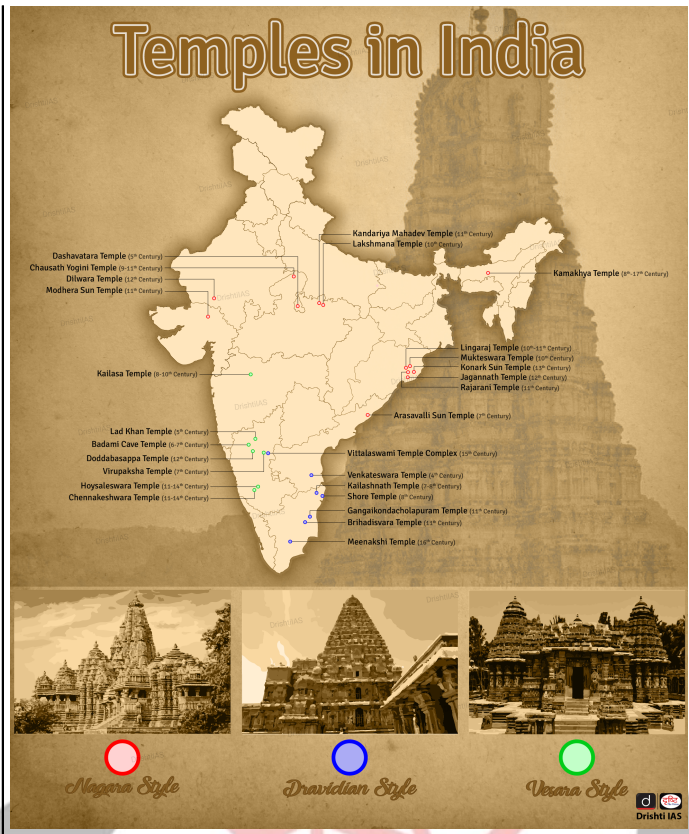 Temples in India
Kandariya Mahadev Temple (11th Century)
Lakshmana Temple (10th Century)
Dashavatara Temple (5th Century)
Chausath Yogini Temple (9-11th Century)
Dilwara Temple (12th Century)
Modhera Sun Temple (11th Century)
Kamakhya Temple (8th-17th Century)
Lingaraj Temple (10th-11th Century)
Mukteswara Temple (10th Century)
Konark Sun Temple (13th Century)
Jagannath Temple (12th Century)
Rajarani Temple (11th Century)
Kailasa Temple (8-10th Century)
Arasavalli Sun Temple (7th Century)
Lad Khan Temple (5th Century)
Badami Cave Temple (6-7th Century)
Doddabasappa Temple (12th Century)
Virupaksha Temple (7th Century)
Hoysaleswara Temple (11-14th Century)
Chennakeshwara Temple (11-14th Century)
Vittalaswami Temple Complex (15th Century)
Venkateswara Temple (4th Century)
Kailashnath Temple (7-8th Century)
Shore Temple (8th Century)
Gangaikondacholapuram Temple (11th Century)
Brihadisvara Temple (11th Century)
Meenakshi Temple (16th Century)
Nagara Style
Dravidian Style
Vesara Style
d
Drishti IAS